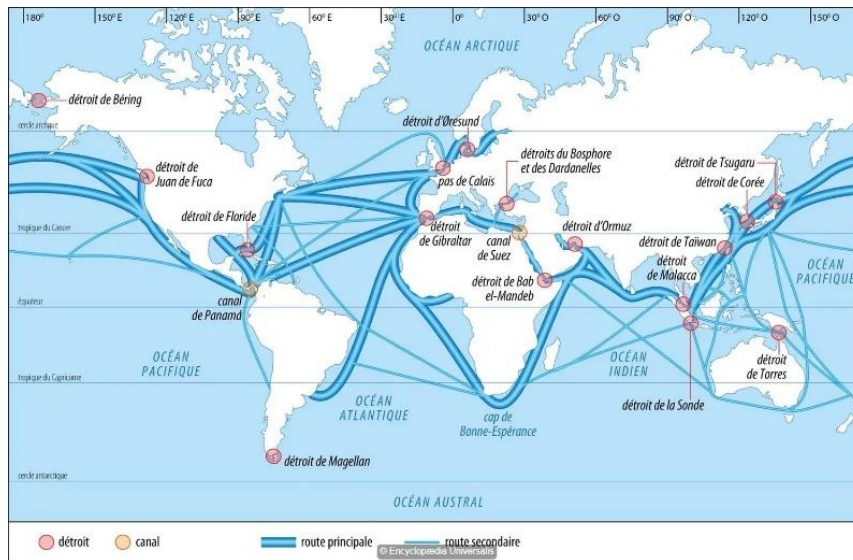 180° 120° E 90° E 60° E 0° 60° O 90° O 120° O 150° O
OCÉAN ARCTIQUE
détroit de Béring
cercle arctique
détroit d'Øresund
détroit de
Juan de Fuca
pas de Calais
détroits du Bosphore
et des Dardanelles
détroit de Tsugaru
détroit de Corée
détroit de Floride
tropique du Cancer
détroit
de Gibraltar
canal
de Suez
détroit d'Ormuz
détroit de Taïwan
détroit
de Malacca
OCÉAN
PACIFIQUE
détroit de Bab
el-Mandeb
canal
de Panamá
équateur
OCÉAN
PACIFIQUE
OCÉAN
INDIEN
détroit
de Torres
tropique du Capricorne
OCÉAN
ATLANTIQUE
cap de
Bonne-Espérance
détroit de la Sonde
détroit de Magellan
cercle antarctique
OCÉAN AUSTRAL
détroit canal route principale route secondaire
© Encyclopædia Universalis